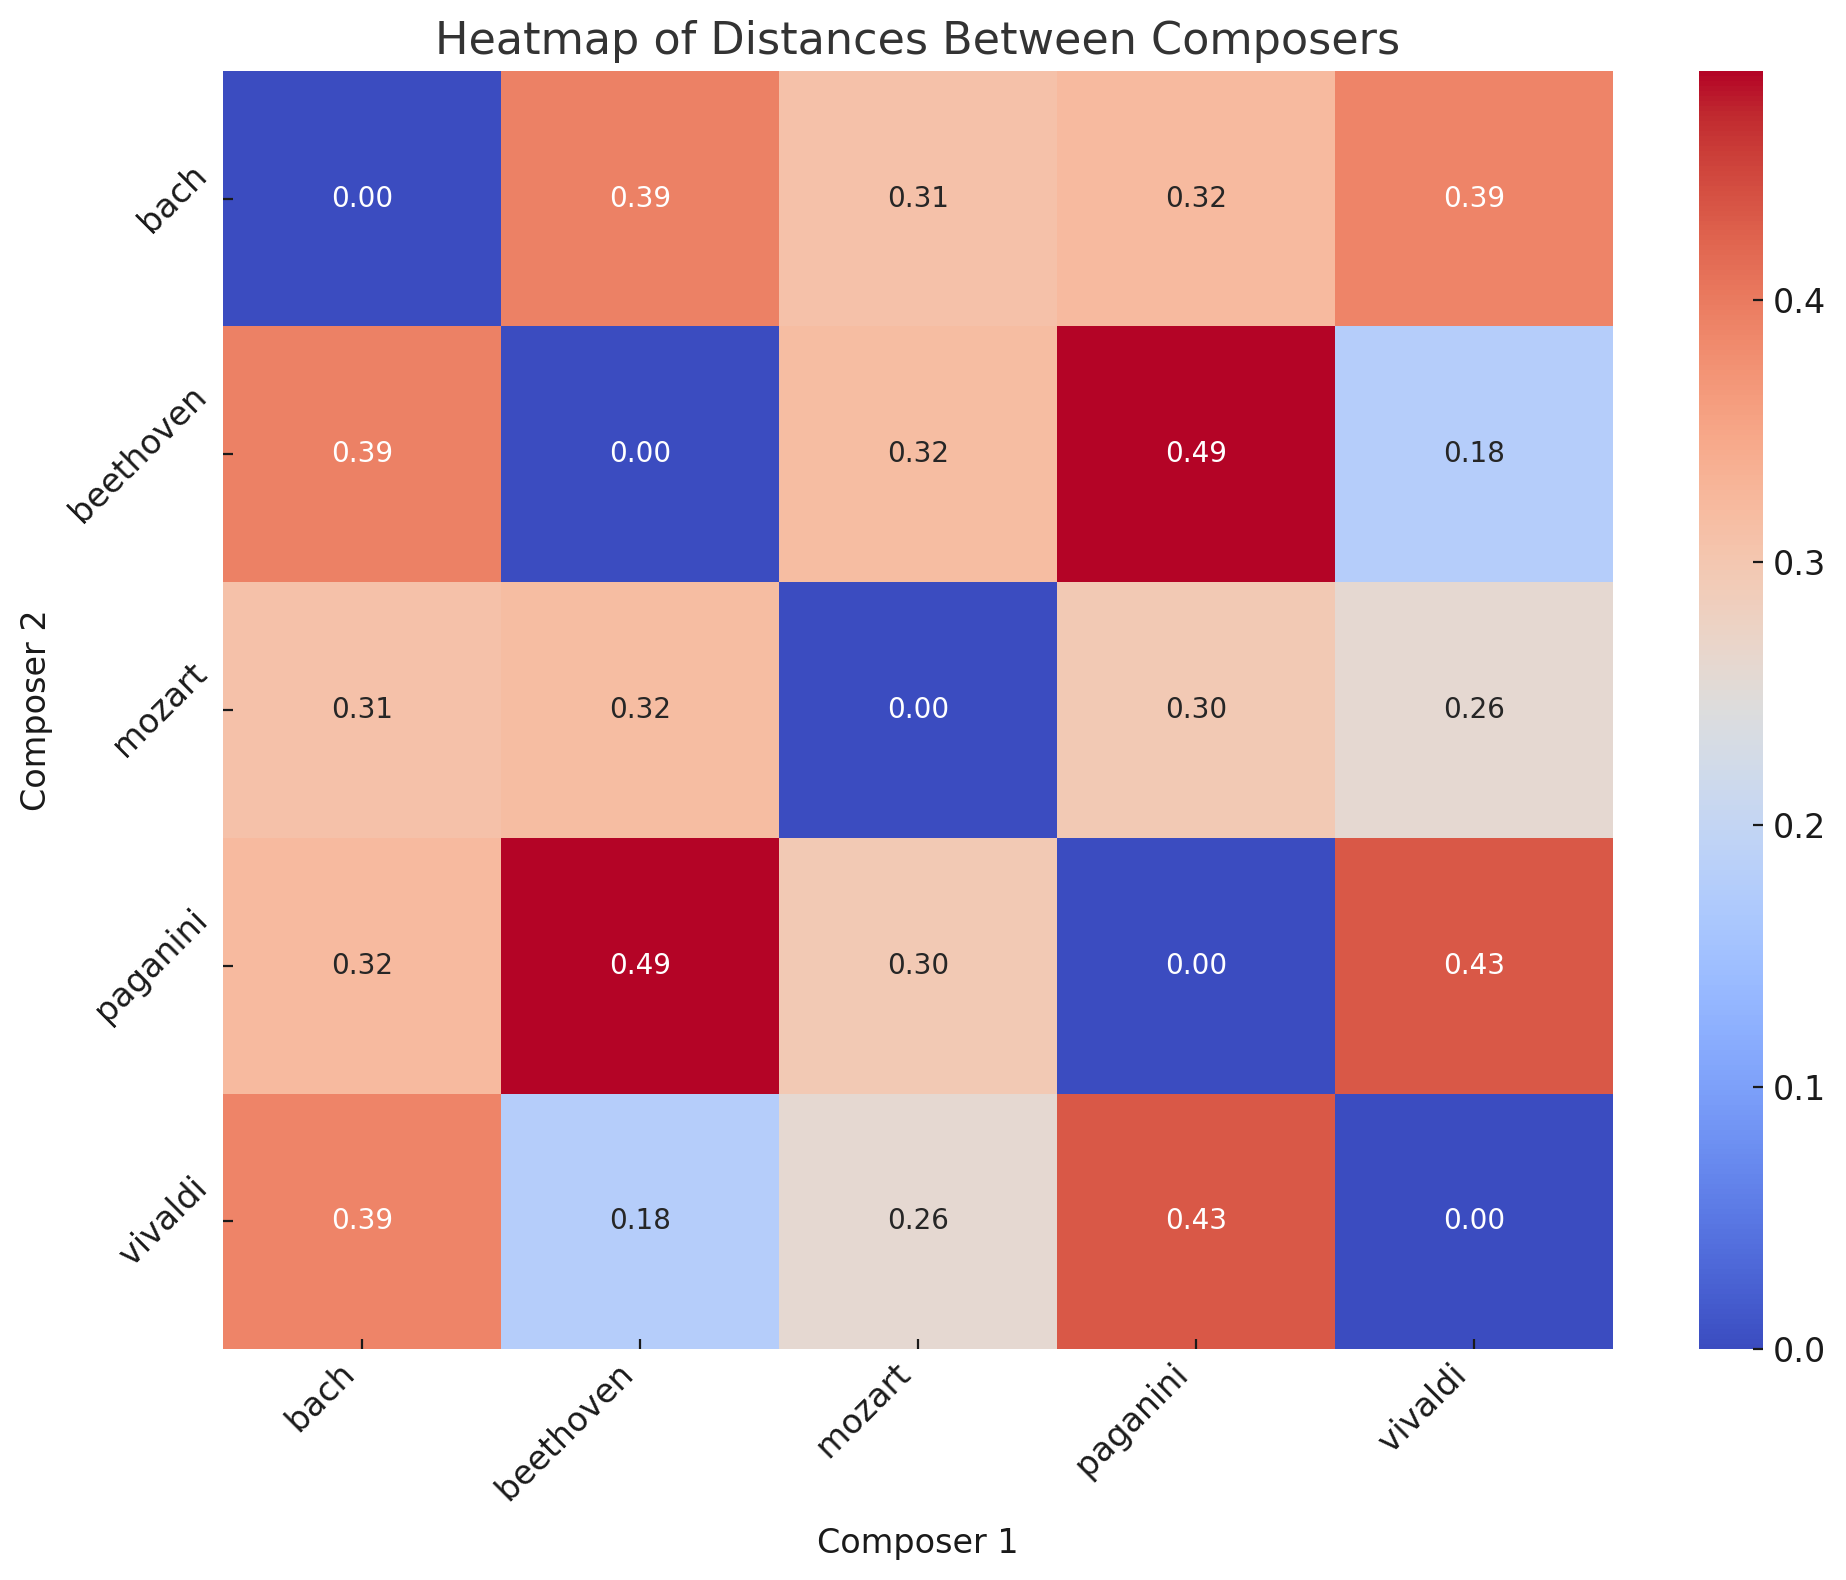 Heatmap of Distances Between Composers
bach
0.00
0.39
0.31
0.32
0.39
beethoven
0.39
0.00
0.32
0.49
0.18
mozart
0.31
0.32
0.00
0.30
0.26
paganini
0.32
0.49
0.30
0.00
0.43
vivaldi
0.39
0.18
0.26
0.43
0.00
Composer 2
bach
beethoven
mozart
paganini
vivaldi
Composer 1
0.4
0.3
0.2
0.1
0.0